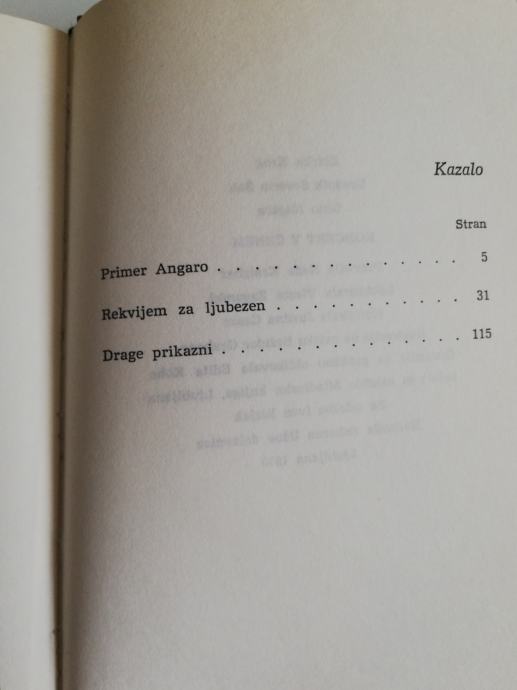 Kazalo
Stran
Primer Angaro . . . . . . . . . . . . . . 5
Rekvijem za ljubezen . . . . . . . . . . 31
Drage prikazni . . . . . . . . . . . . . . 115